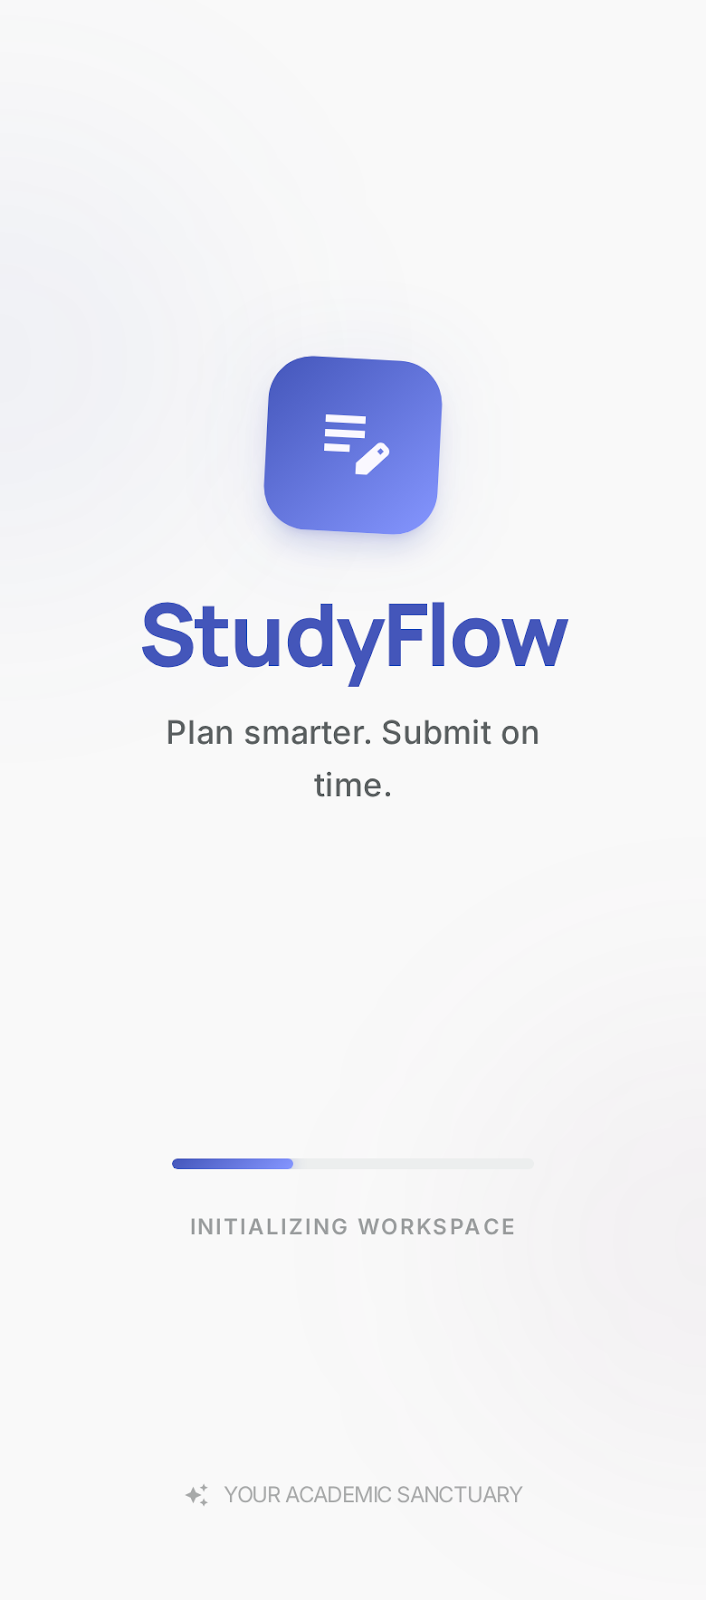 StudyFlow
Plan smarter. Submit on
time.
INITIALIZING WORKSPACE
YOUR ACADEMIC SANCTUARY